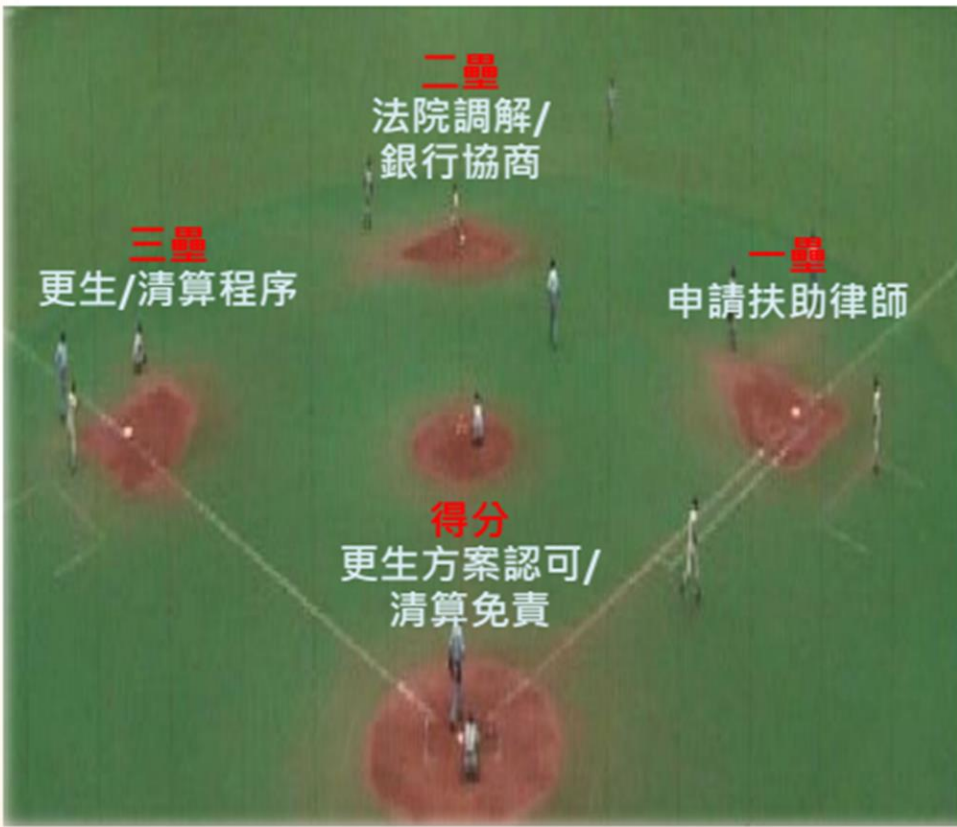 二壘
法院調解/
銀行協商
三壘
更生/清算程序
一壘
申請扶助律師
得分
更生方案認可/
清算免責